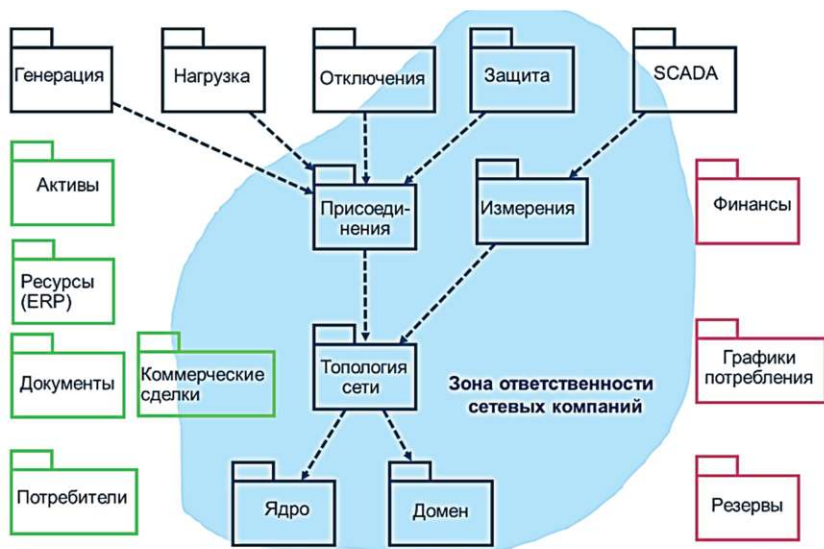 Генерация
Нагрузка
Отключения
Защита
SCADA
Активы
Присоеди-
нения
Измерения
Финансы
Ресурсы
(ERP)
Документы
Коммерческие
сделки
Топология
сети
Зона ответственности
сетевых компаний
Графики
потребления
Потребители
Ядро
Домен
Резервы